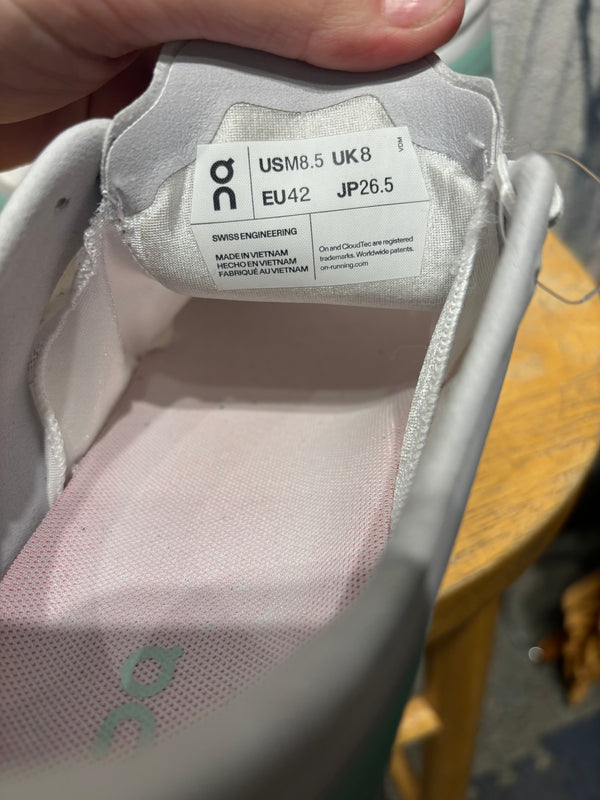 USM8.5 UK8
EU42 JP26.5
VDM
SWISS ENGINEERING
MADE IN VIETNAM
HECHO EN VIETNAM
FABRIQUÉ AU VIETNAM
On and CloudTec are registered
trademarks. Worldwide patents.
on-running.com